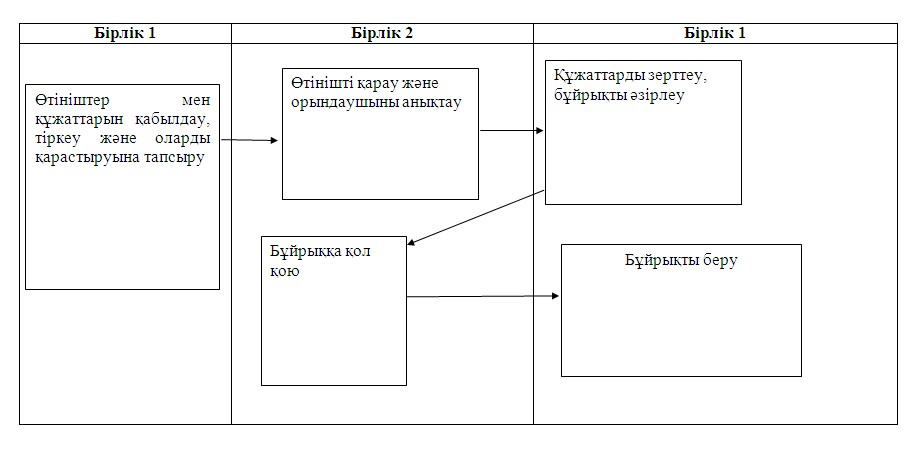 Бірлік 1
Бірлік 2
Бірлік 1
Өтініштер мен
құжаттарын қабылдау,
тіркеу және оларды
қарастыруына тапсыру
Өтінішті қарау және
орындаушыны анықтау
Құжаттарды зерттеу,
бұйрықты әзірлеу
Бұйрыққа қол
қою
Бұйрықты беру